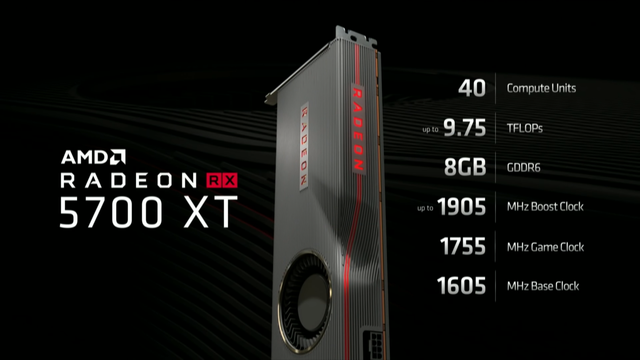 AMD
RADEON RX
5700 XT
RADEON
RADEON
40 Compute Units
up to 9.75 TFLOPs
8GB GDDR6
up to 1905 MHz Boost Clock
1755 MHz Game Clock
1605 MHz Base Clock